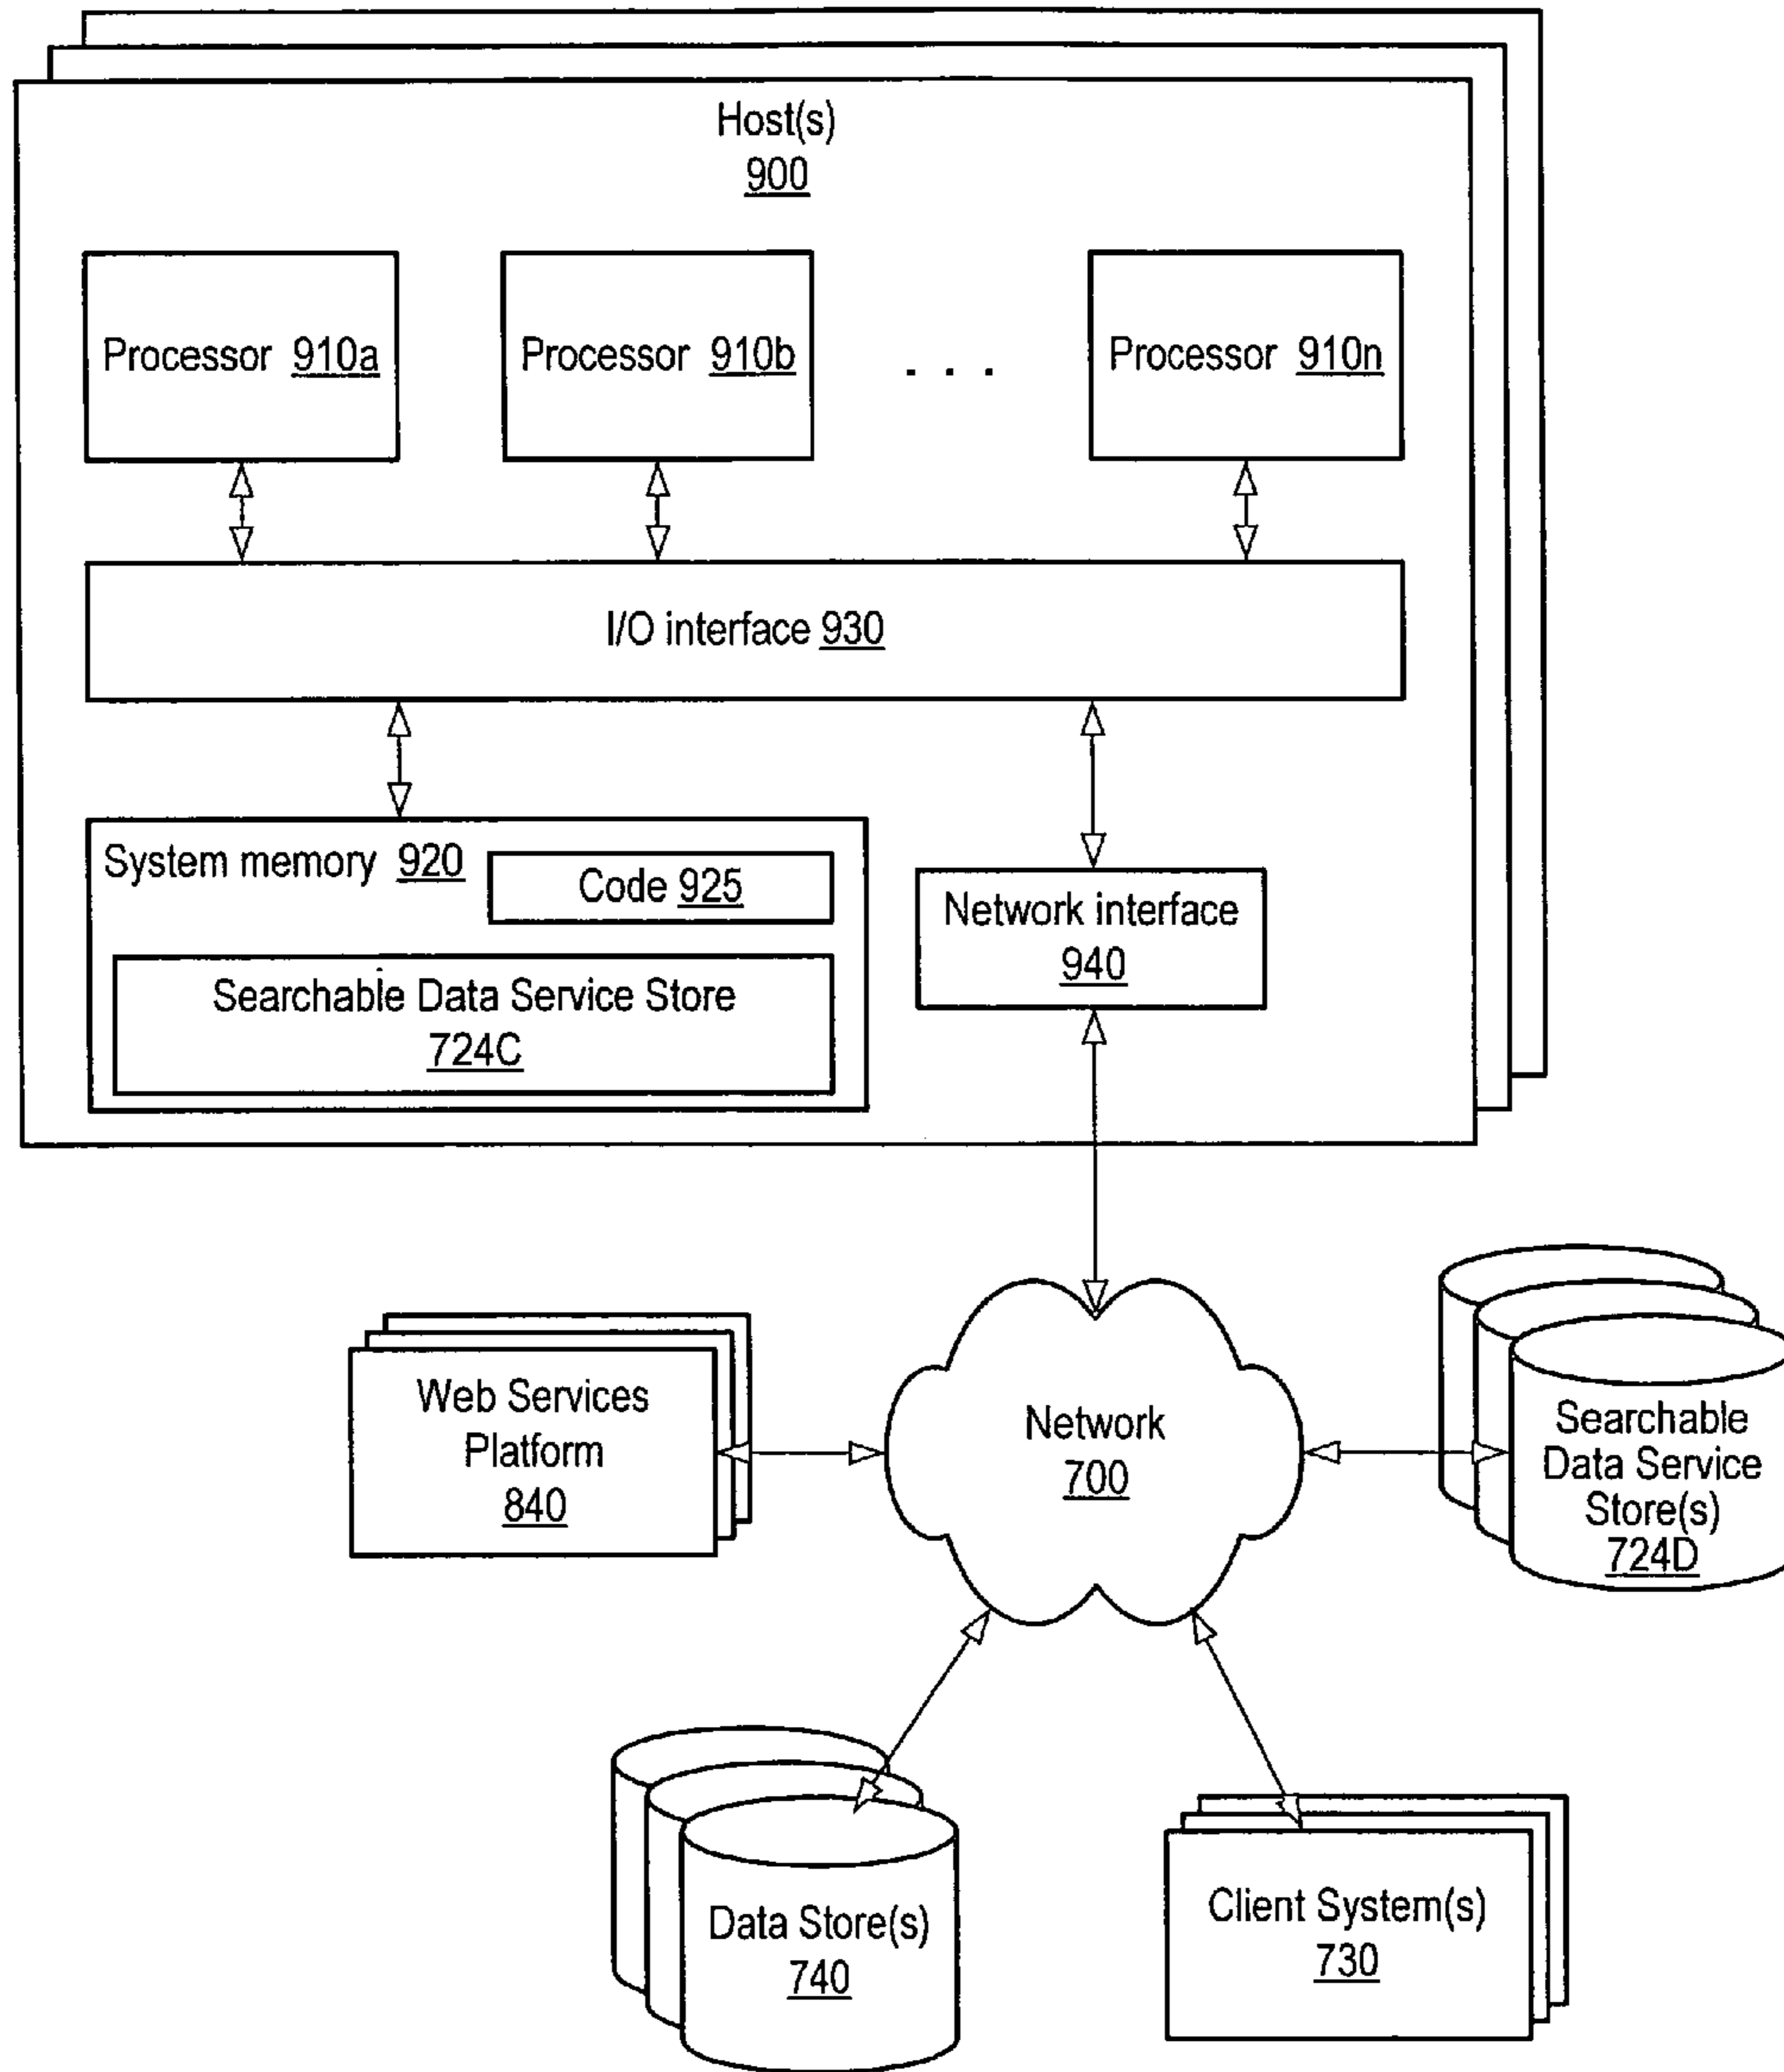 Host(s)
900
Processor 910a
Processor 910b
. . .
Processor 910n
I/O interface 930
System memory 920
Code 925
Searchable Data Service Store
724C
Network interface
940
Web Services
Platform
840
Network
700
Searchable
Data Service
Store(s)
724D
Data Store(s)
740
Client System(s)
730